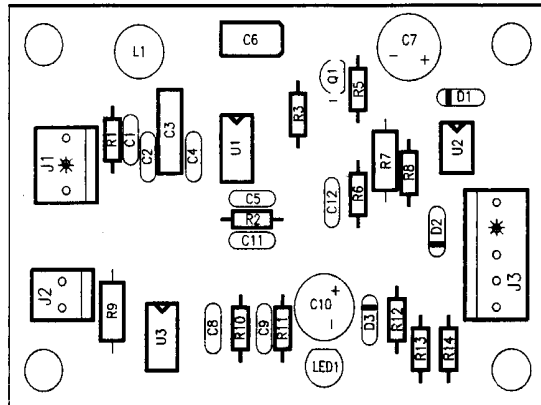 L1
C6
C7
- +
Q1
-
R5
D1
R3
R1
C1
C2
C3
C4
U1
J1
R7
R8
U2
C5
R2
C11
C12
R6
D2
J3
J2
R9
U3
C8
R10
C9
R11
C10
+
-
D3
R12
R13
R14
LED1